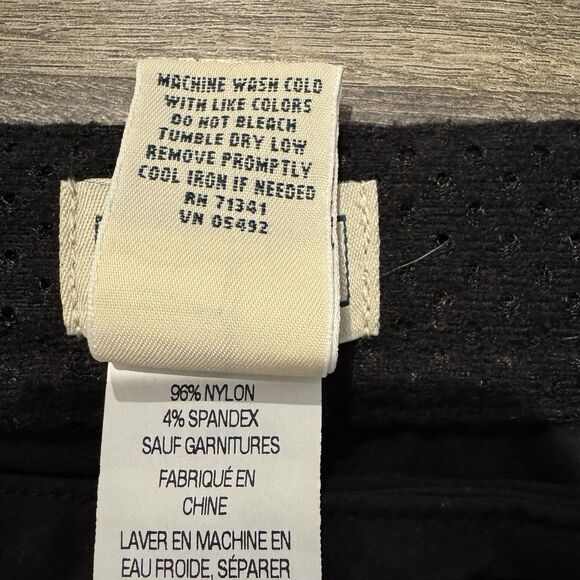 MACHINE WASH COLD
WITH LIKE COLORS
DO NOT BLEACH
TUMBLE DRY LOW
REMOVE PROMPTLY
COOL IRON IF NEEDED
RN 71341
VN 05492
96% NYLON
4% SPANDEX
SAUF GARNITURES
FABRIQUÉ EN
CHINE
LAVER EN MACHINE EN
EAU FROIDE, SÉPARER